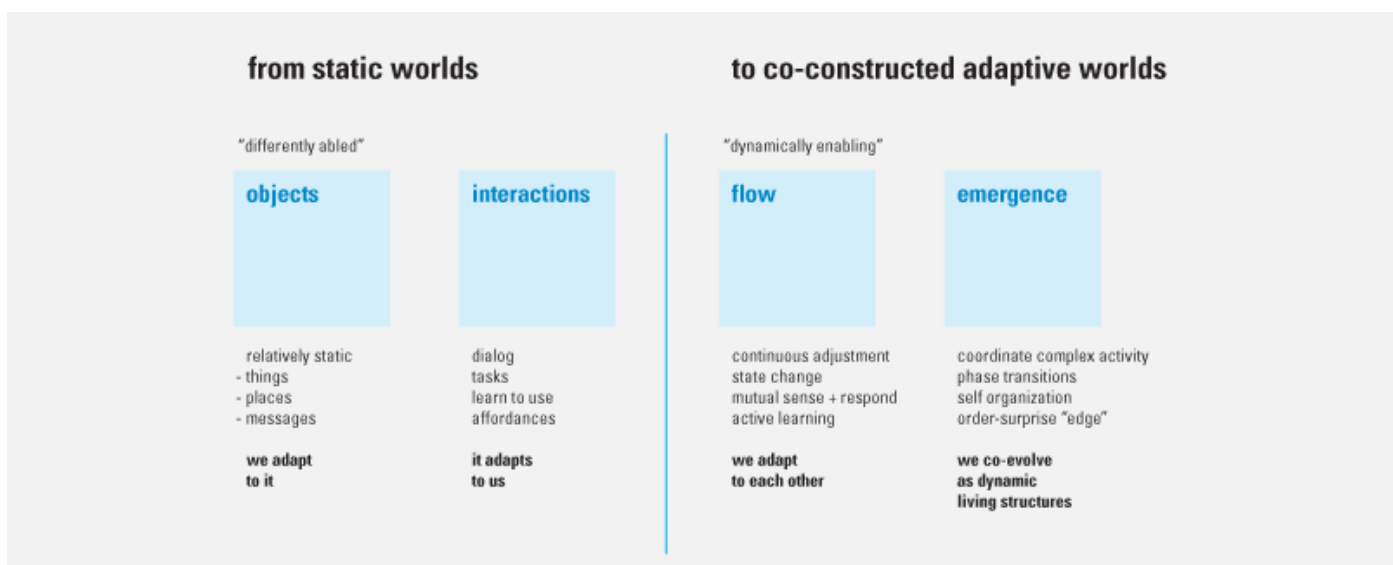 from static worlds
to co-constructed adaptive worlds
"differently abled"
"dynamically enabling"
objects
interactions
flow
emergence
relatively static
- things
- places
- messages
we adapt
to it
dialog
tasks
learn to use
affordances
it adapts
to us
continuous adjustment
state change
mutual sense + respond
active learning
we adapt
to each other
coordinate complex activity
phase transitions
self organization
order-surprise "edge"
we co-evolve
as dynamic
living structures